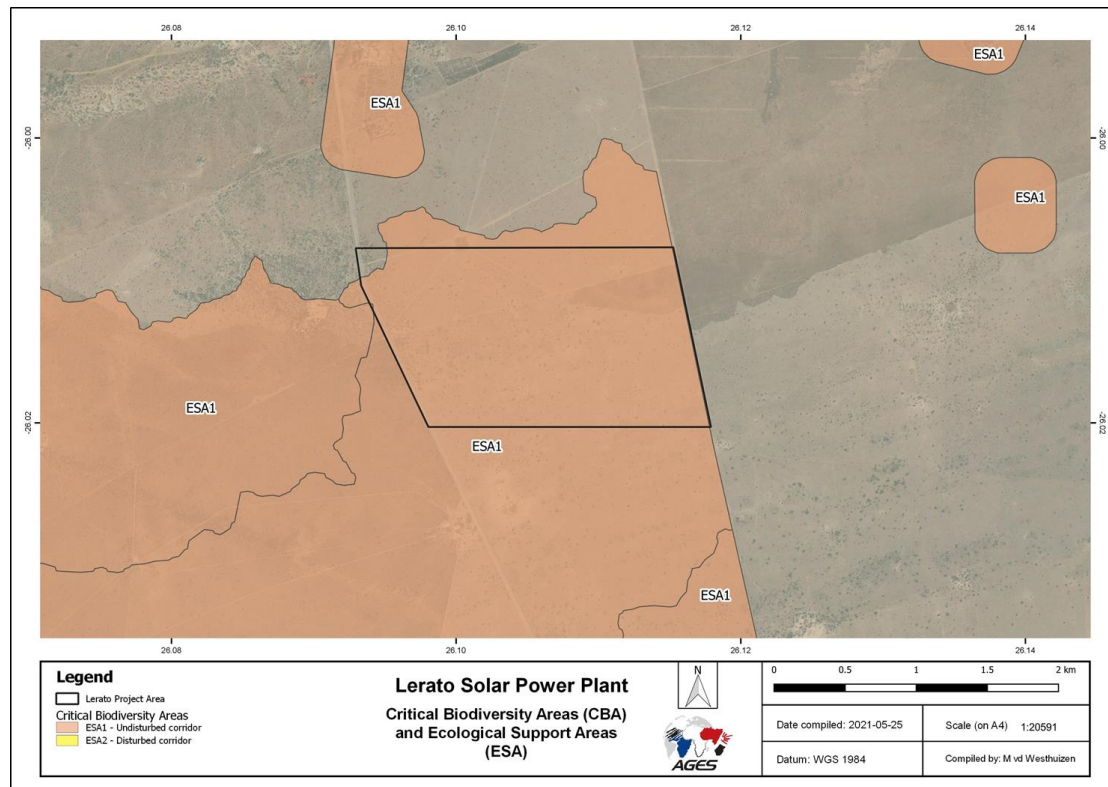 26.08
26.10
26.12
26.14
ESA1
ESA1
-26.00
-26.00
ESA1
ESA1
-26.02
-26.02
ESA1
ESA1
26.08
26.10
26.12
26.14
Legend
Lerato Project Area
Critical Biodiversity Areas
ESA1 - Undisturbed corridor
ESA2 - Disturbed corridor
Lerato Solar Power Plant
Critical Biodiversity Areas (CBA)
and Ecological Support Areas
(ESA)
N
AGES
0 0.5 1 1.5 2 km
Date compiled: 2021-05-25
Scale (on A4) 1:20591
Datum: WGS 1984
Compiled by: M vd Westhuizen